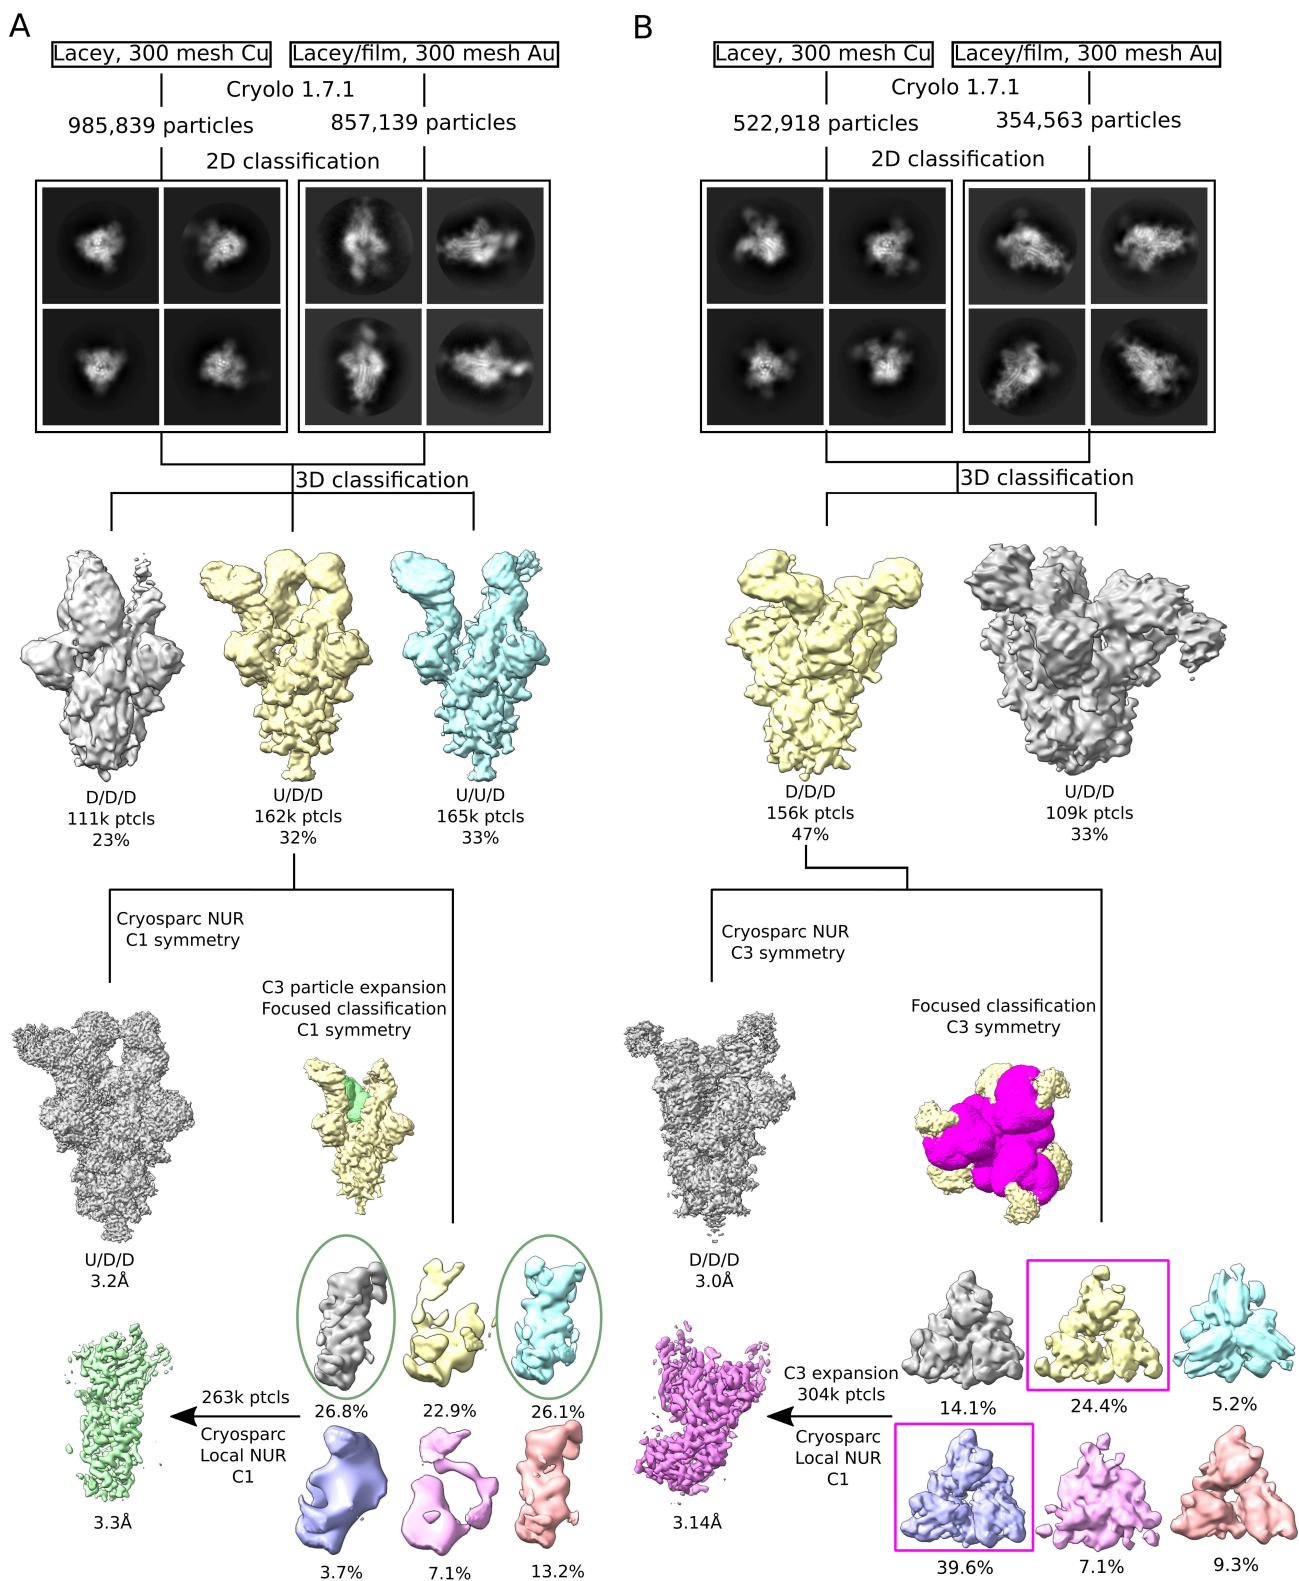 A
Lacey, 300 mesh Cu
Lacey/film, 300 mesh Au
Cryolo 1.7.1
985,839 particles
857,139 particles
2D classification
3D classification
D/D/D
111k ptcls
23%
U/D/D
162k ptcls
32%
U/U/D
165k ptcls
33%
Cryosparc NUR
C1 symmetry
C3 particle expansion
Focused classification
C1 symmetry
U/D/D
3.2Å
26.8%
22.9%
26.1%
263k ptcls
Cryosparc
Local NUR
C1
3.3Å
3.7%
7.1%
13.2%
B
Lacey, 300 mesh Cu
Lacey/film, 300 mesh Au
Cryolo 1.7.1
522,918 particles
354,563 particles
2D classification
3D classification
D/D/D
156k ptcls
47%
U/D/D
109k ptcls
33%
Cryosparc NUR
C3 symmetry
Focused classification
C3 symmetry
D/D/D
3.0Å
14.1%
24.4%
5.2%
C3 expansion
304k ptcls
Cryosparc
Local NUR
C1
3.14Å
39.6%
7.1%
9.3%